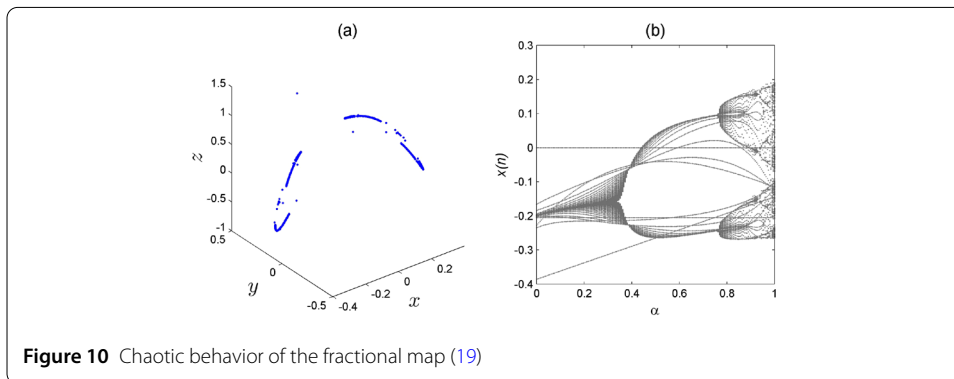 (a)
1.5
1
0.5
0
-0.5
-1
z
0.5
0
-0.5
y
-0.4
-0.2
0
0.2
x
(b)
0.3
0.2
0.1
0
-0.1
-0.2
-0.3
-0.4
x(n)
0 0.2 0.4 0.6 0.8 1
α
Figure 10 Chaotic behavior of the fractional map (19)